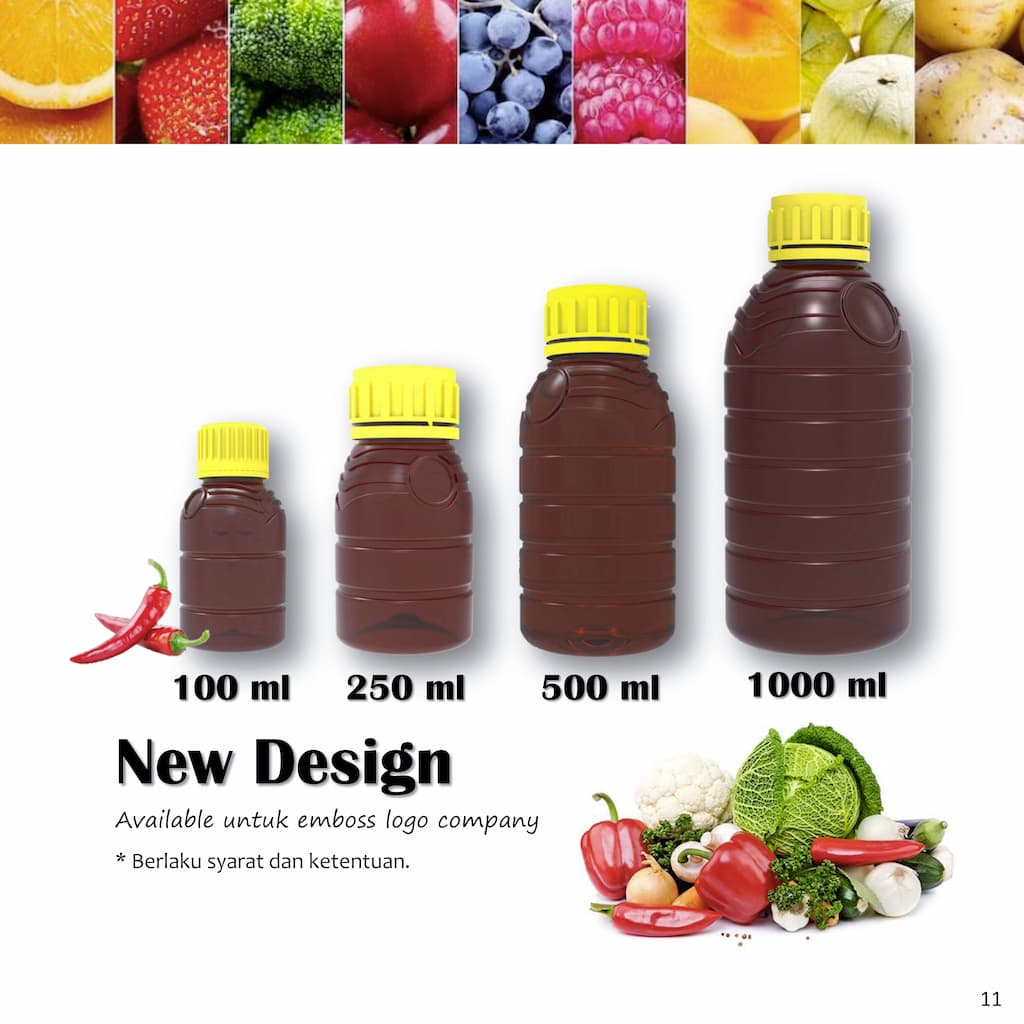 100 ml
250 ml
500 ml
1000 ml
New Design
Available untuk emboss logo company
* Berlaku syarat dan ketentuan.
11